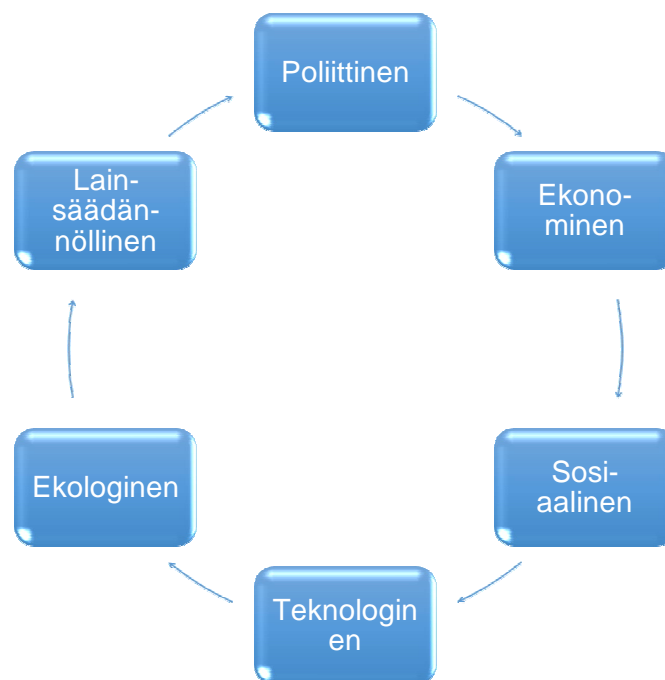 Poliittinen
Ekono-
minen
Sosi-
aalinen
Teknologin
en
Ekologinen
Lain-
säädän-
nöllinen